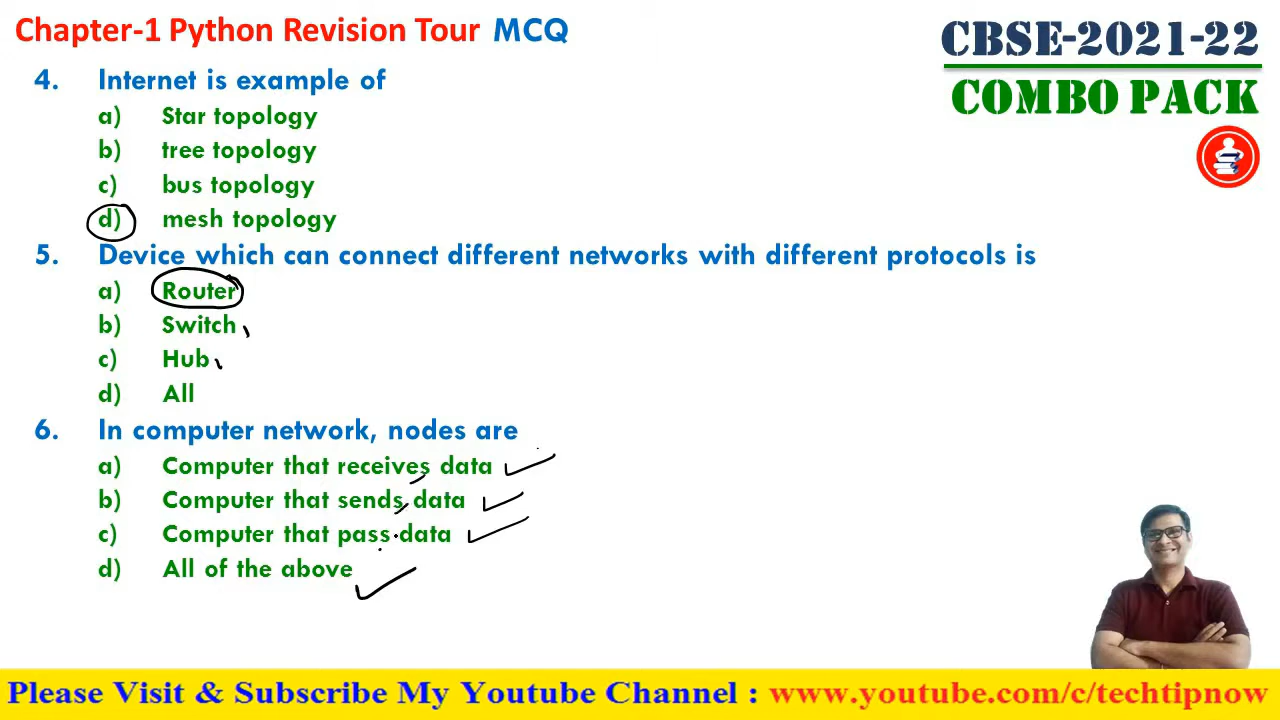 Chapter-1 Python Revision Tour MCQ
CBSE-2021-22
COMBO PACK
4. Internet is example of
a) Star topology
b) tree topology
c) bus topology
d) mesh topology
5. Device which can connect different networks with different protocols is
a) Router
b) Switch
c) Hub
d) All
6. In computer network, nodes are
a) Computer that receives data
b) Computer that sends data
c) Computer that pass data
d) All of the above
Please Visit & Subscribe My Youtube Channel : www.youtube.com/c/techtipnow